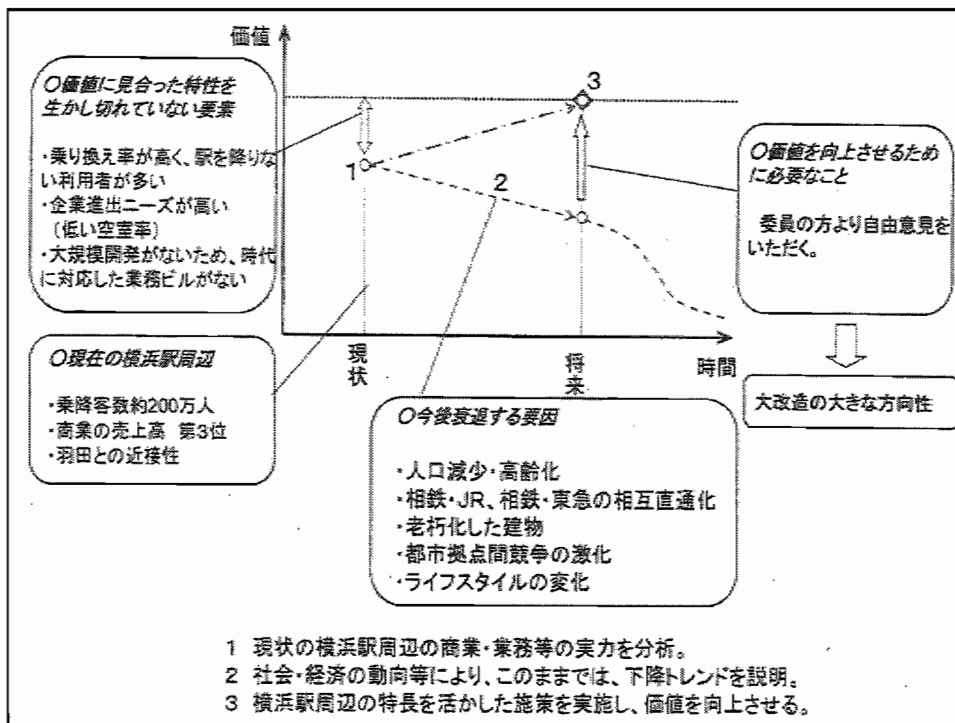 価値
○価値に見合った特性を
生かし切れていない要素
・乗り換え率が高く、駅を降りな
い利用者が多い
・企業進出ニーズが高い
（低い空室率）
・大規模開発がないため、時代
に対応した業務ビルがない
1
2
3
○価値を向上させるため
に必要なこと
委員の方より自由意見を
いただく。
現状
将来
時間
大改造の大きな方向性
○現在の横浜駅周辺
・乗降客数約200万人
・商業の売上高 第3位
・羽田との近接性
○今後衰退する要因
・人口減少・高齢化
・相鉄・JR、相鉄・東急の相互直通化
・老朽化した建物
・都市拠点間競争の激化
・ライフスタイルの変化
1 現状の横浜駅周辺の商業・業務等の実力を分析。
2 社会・経済の動向等により、このままでは、下降トレンドを説明。
3 横浜駅周辺の特長を活かした施策を実施し、価値を向上させる。